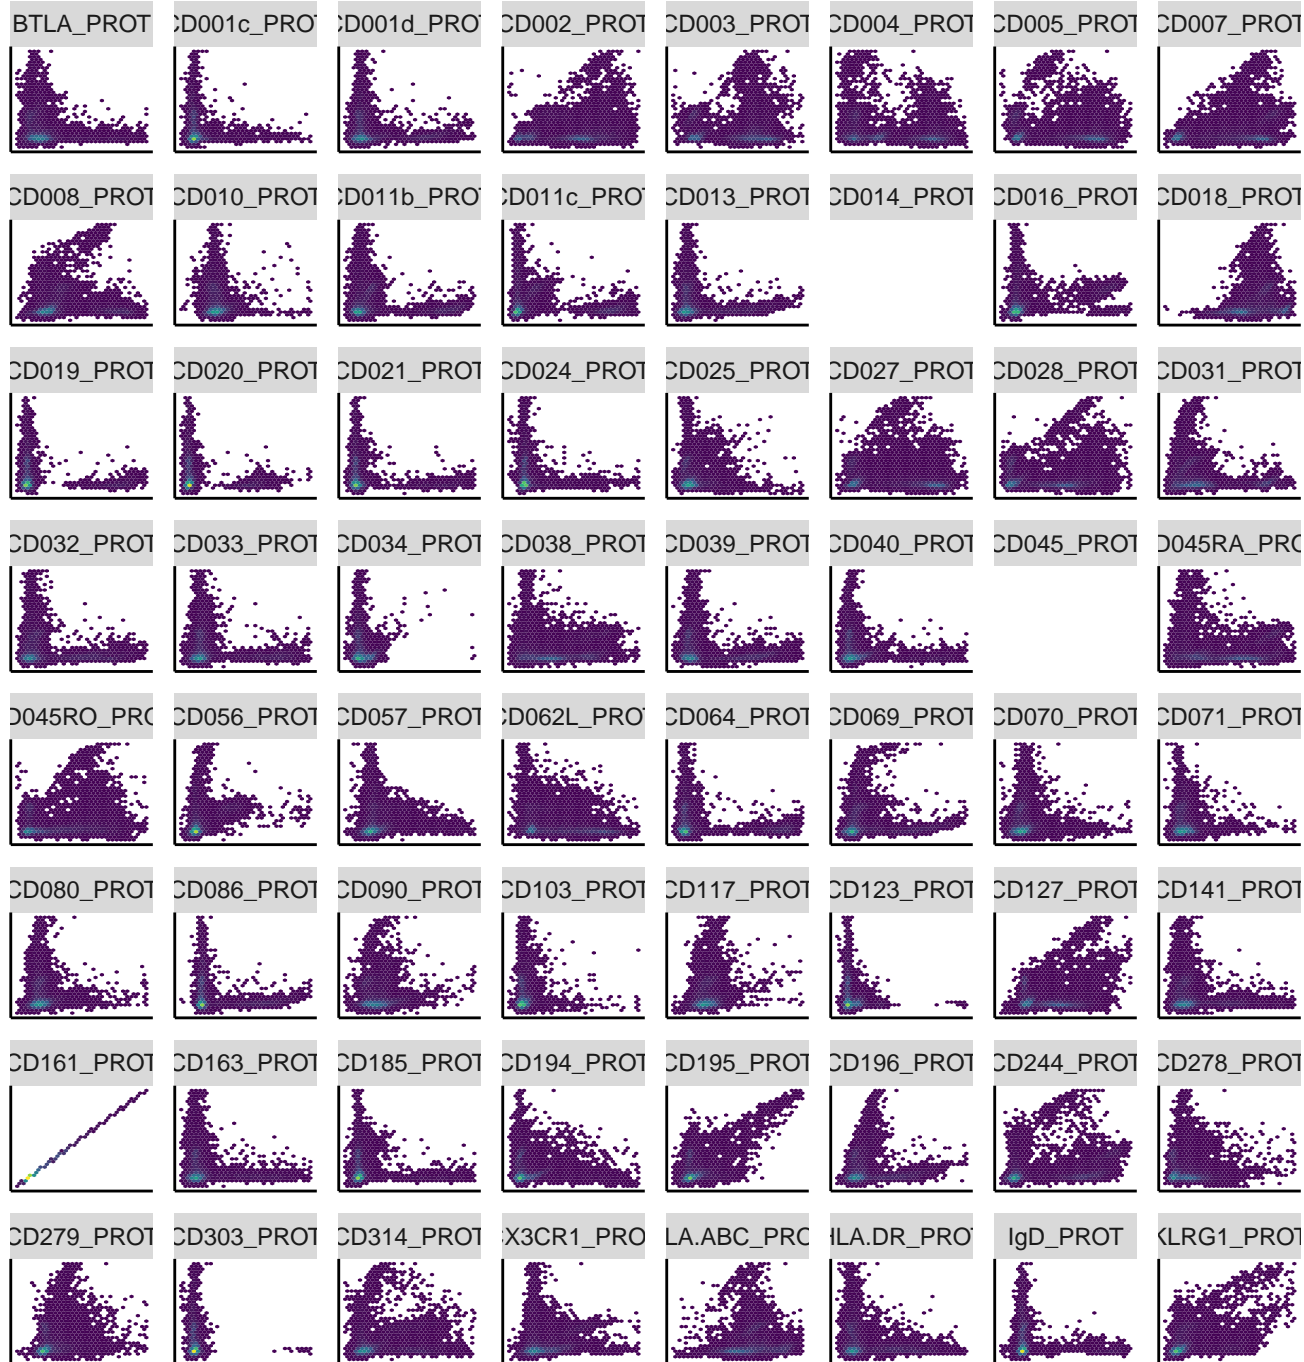 BTLA_PROT CD001c_PROT CD001d_PROT CD002_PROT CD003_PROT CD004_PROT CD005_PROT CD007_PROT
CD008_PROT CD010_PROT CD011b_PROT CD011c_PROT CD013_PROT CD014_PROT CD016_PROT CD018_PROT
CD019_PROT CD020_PROT CD021_PROT CD024_PROT CD025_PROT CD027_PROT CD028_PROT CD031_PROT
CD032_PROT CD033_PROT CD034_PROT CD038_PROT CD039_PROT CD040_PROT CD045_PROT D045RA_PRO
D045RO_PRO CD056_PROT CD057_PROT CD062L_PROT CD064_PROT CD069_PROT CD070_PROT CD071_PROT
CD080_PROT CD086_PROT CD090_PROT CD103_PROT CD117_PROT CD123_PROT CD127_PROT CD141_PROT
CD161_PROT CD163_PROT CD185_PROT CD194_PROT CD195_PROT CD196_PROT CD244_PROT CD278_PROT
CD279_PROT CD303_PROT CD314_PROT CX3CR1_PRO LA.ABC_PRO HLA.DR_PROT IgD_PROT KLRG1_PROT